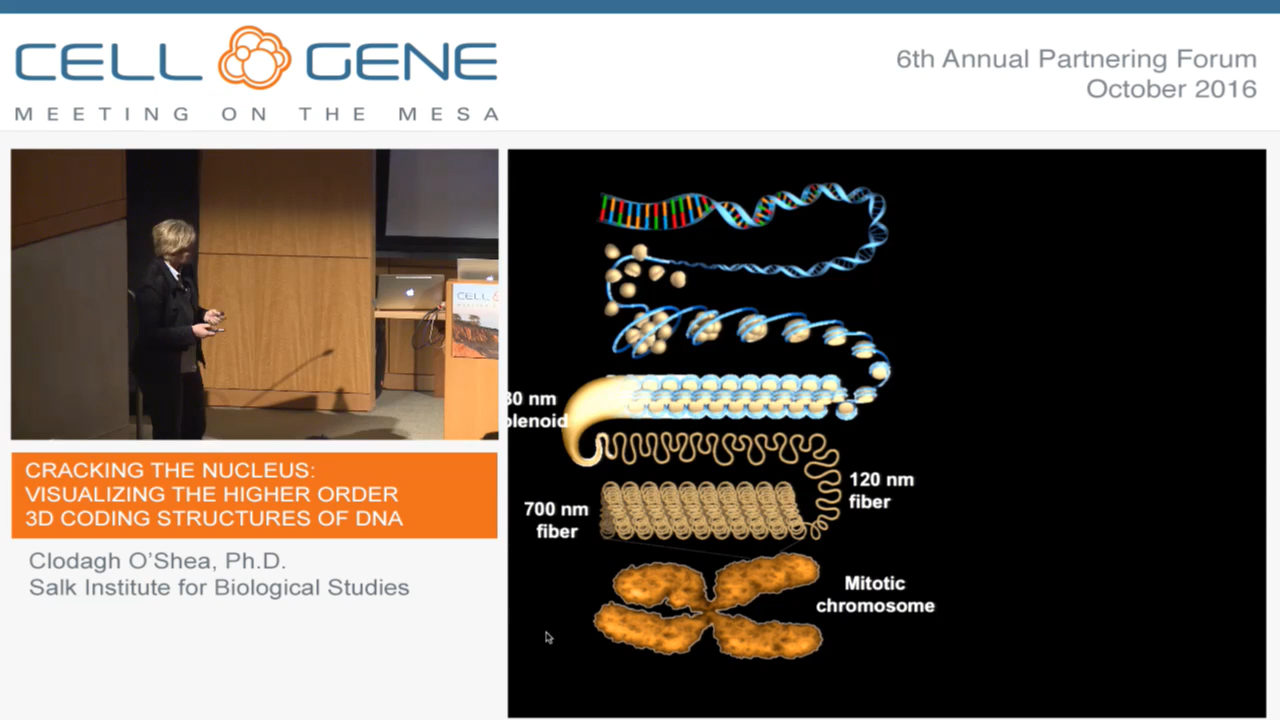 CELL GENE
MEETING ON THE MESA
6th Annual Partnering Forum
October 2016
CELL
30 nm
olenoid
120 nm
fiber
700 nm
fiber
Mitotic
chromosome
CRACKING THE NUCLEUS:
VISUALIZING THE HIGHER ORDER
3D CODING STRUCTURES OF DNA
Clodagh O'Shea, Ph.D.
Salk Institute for Biological Studies